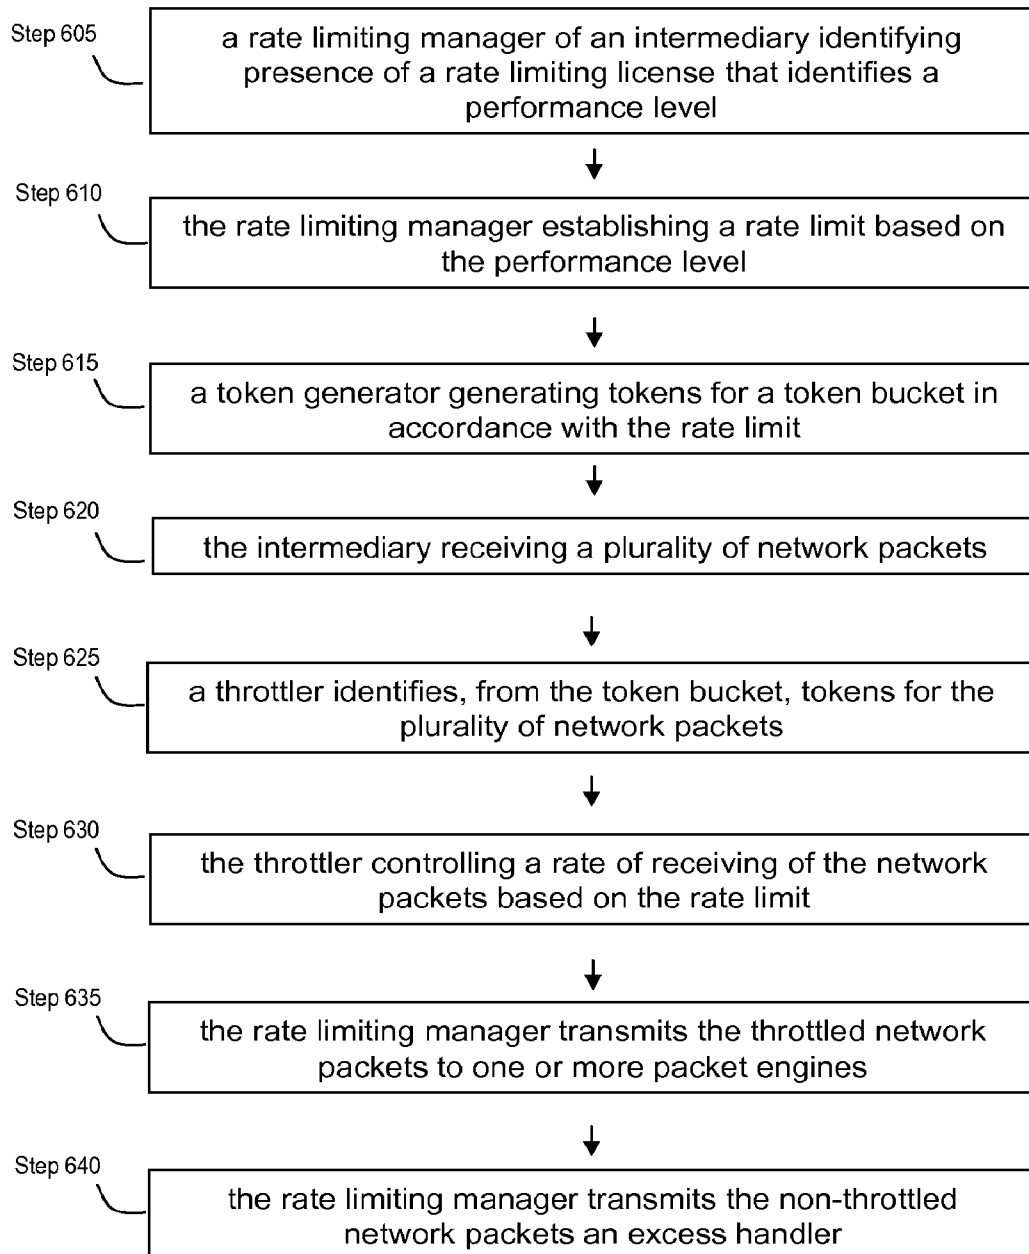 Step 605
a rate limiting manager of an intermediary identifying
presence of a rate limiting license that identifies a
performance level
Step 610
the rate limiting manager establishing a rate limit based on
the performance level
Step 615
a token generator generating tokens for a token bucket in
accordance with the rate limit
Step 620
the intermediary receiving a plurality of network packets
Step 625
a throttler identifies, from the token bucket, tokens for the
plurality of network packets
Step 630
the throttler controlling a rate of receiving of the network
packets based on the rate limit
Step 635
the rate limiting manager transmits the throttled network
packets to one or more packet engines
Step 640
the rate limiting manager transmits the non-throttled
network packets an excess handler